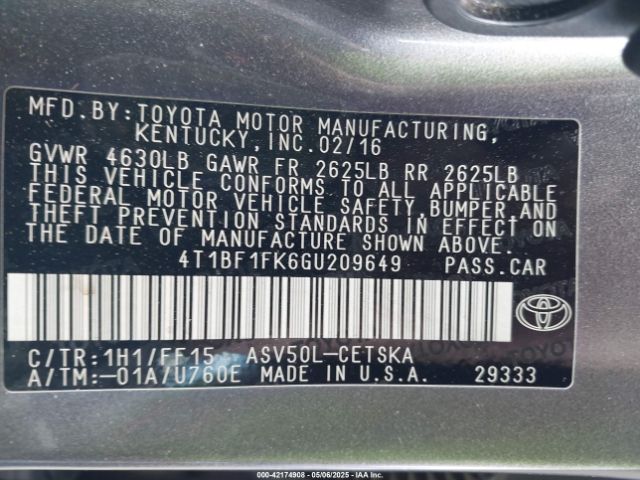 MFD.BY:TOYOTA MOTOR MANUFACTURING,
KENTUCKY, INC.02/16
GVWR 4630LB GAWR FR 2625LB RR 2625LB
THIS VEHICLE CONFORMS TO ALL APPLICABLE
FEDERAL MOTOR VEHICLE SAFETY,BUMPER,AND
THEFT PREVENTION STANDARDS IN EFFECT ON
THE DATE OF MANUFACTURE SHOWN ABOVE.
4T1BF1FK6GU209649 PASS.CAR
C/TR:1H1/FF15 ASV50L-CETSKA
A/TM:-01A/U760E MADE IN U.S.A. 29333
000-42174908 - 05/06/2025 - IAA Inc.